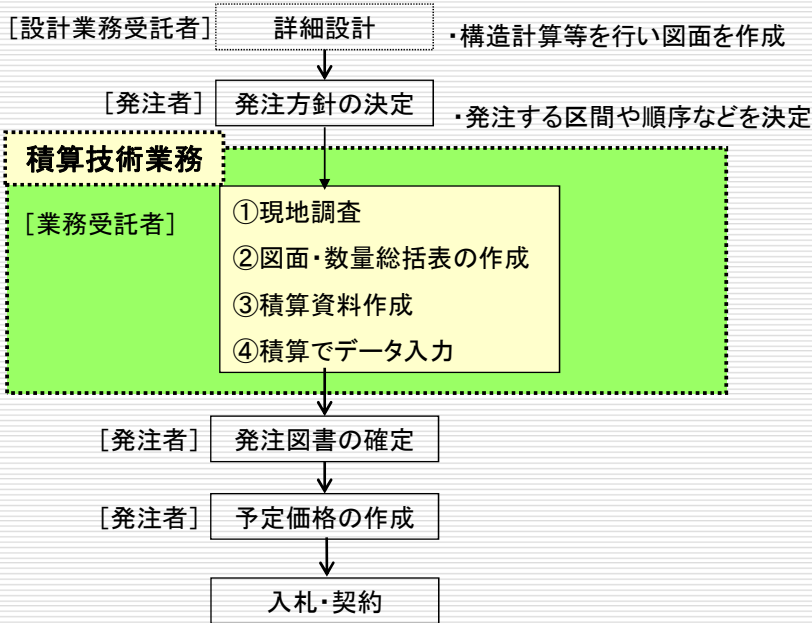 [設計業務受託者] 詳細設計 ・構造計算等を行い図面を作成
[発注者] 発注方針の決定 ・発注する区間や順序などを決定
積算技術業務
[業務受託者]
①現地調査
②図面・数量総括表の作成
③積算資料作成
④積算でデータ入力
[発注者] 発注図書の確定
[発注者] 予定価格の作成
入札・契約